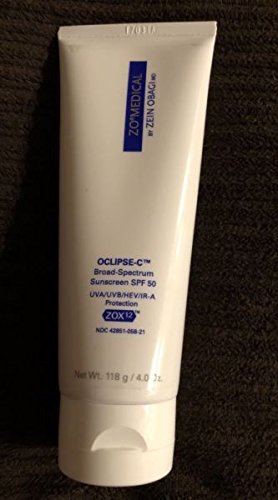 ZO® MEDICAL
BY ZEIN OBAGI MD
OCLIPSE-C™
Broad-Spectrum
Sunscreen SPF 50
UVA/UVB/HEV/IR-A
Protection
ZOX12™
NDC 42851-058-21
Net Wt. 118 g / 4.0 Oz.